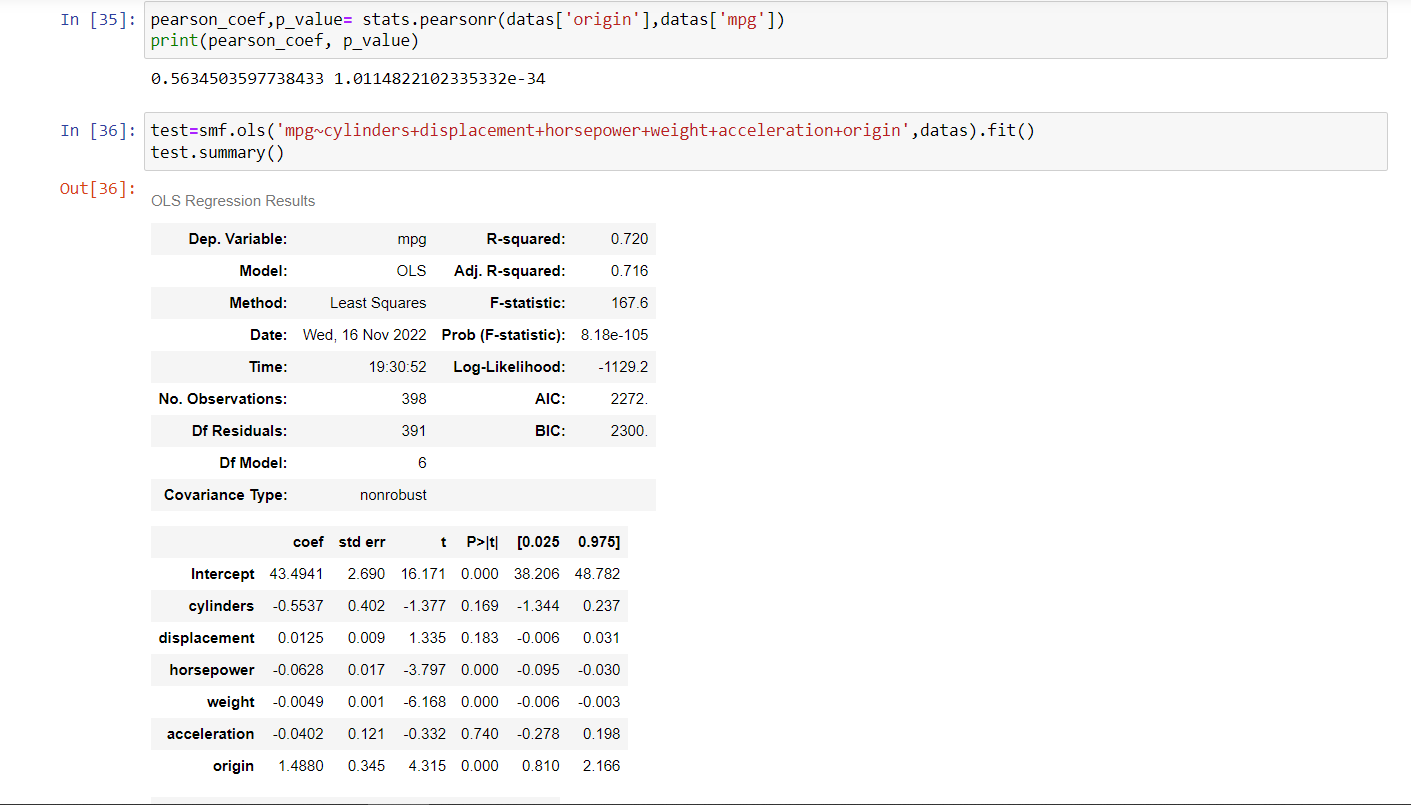 In [35]: pearson_coef,p_value= stats.pearsonr(datas['origin'],datas['mpg'])
print(pearson_coef, p_value)
0.5634503597738433 1.0114822102335332e-34
In [36]: test=smf.ols('mpg~cylinders+displacement+horsepower+weight+acceleration+origin',datas).fit()
test.summary()
Out[36]:
OLS Regression Results
Dep. Variable: mpg R-squared: 0.720
Model: OLS Adj. R-squared: 0.716
Method: Least Squares F-statistic: 167.6
Date: Wed, 16 Nov 2022 Prob (F-statistic): 8.18e-105
Time: 19:30:52 Log-Likelihood: -1129.2
No. Observations: 398 AIC: 2272.
Df Residuals: 391 BIC: 2300.
Df Model: 6
Covariance Type: nonrobust
coef std err t P>|t| [0.025 0.975]
Intercept 43.4941 2.690 16.171 0.000 38.206 48.782
cylinders -0.5537 0.402 -1.377 0.169 -1.344 0.237
displacement 0.0125 0.009 1.335 0.183 -0.006 0.031
horsepower -0.0628 0.017 -3.797 0.000 -0.095 -0.030
weight -0.0049 0.001 -6.168 0.000 -0.006 -0.003
acceleration -0.0402 0.121 -0.332 0.740 -0.278 0.198
origin 1.4880 0.345 4.315 0.000 0.810 2.166